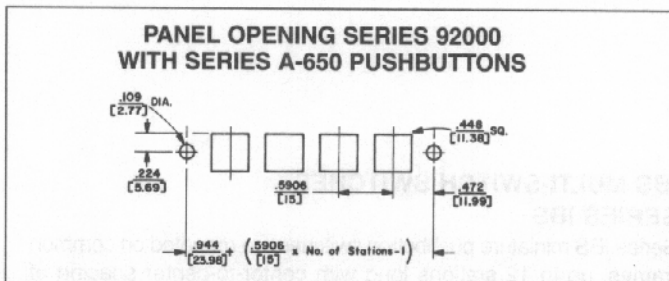 PANEL OPENING SERIES 92000
WITH SERIES A-650 PUSHBUTTONS
.109
[2.77]
DIA.
.448
[11.38]
SQ.
.224
[5.69]
.5906
[15]
.472
[11.99]
.944
[23.98]
+ ( .5906
[15]
x No. of Stations-1 )